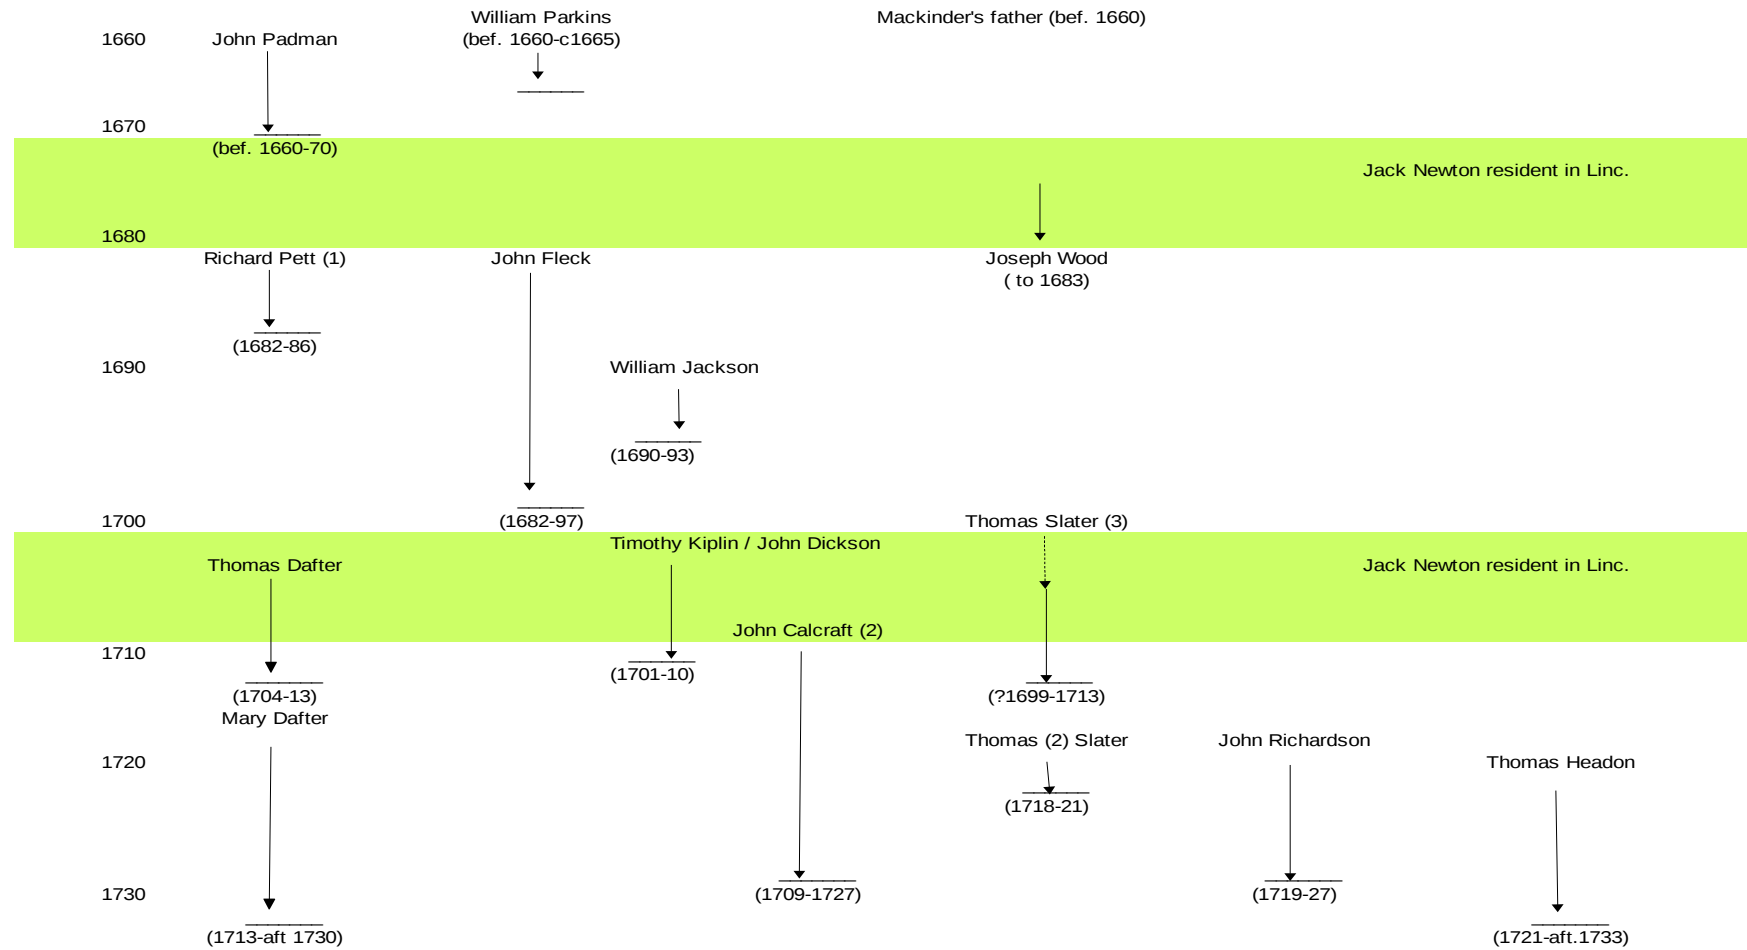 William Parkins
Mackinder's father (bef. 1660)
1660
John Padman
(bef. 1660-c1665)
1670
(bef. 1660-70)
Jack Newton resident in Linc.
1680
Richard Pett (1)
John Fleck
Joseph Wood
( to 1683)
(1682-86)
1690
William Jackson
(1690-93)
1700
(1682-97)
Thomas Slater (3)
Timothy Kiplin / John Dickson
Thomas Dafter
Jack Newton resident in Linc.
John Calcraft (2)
1710
(1701-10)
(1704-13)
(?1699-1713)
Mary Dafter
Thomas (2) Slater
John Richardson
1720
Thomas Headon
(1718-21)
1730
(1709-1727)
(1719-27)
(1713-aft 1730)
(1721-aft.1733)